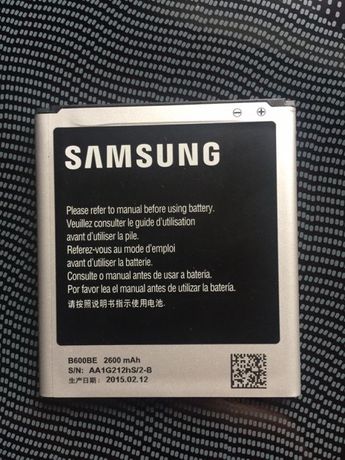 SAMSUNG
Please refer to manual before using battery.
Veuillez consulter le guide d'utilisation
avant d'utiliser la pile.
Referez-vous au mode d'emploi
avant d'utiliser la batterie.
Consulte o manual antes de usar a bateria.
Por favor lea el manual antes de utilizar la batería.
请按照说明书指示使用电池.
B600BE 2600 mAh
S/N: AA1G212hS/2-B
生产日期: 2015.02.12